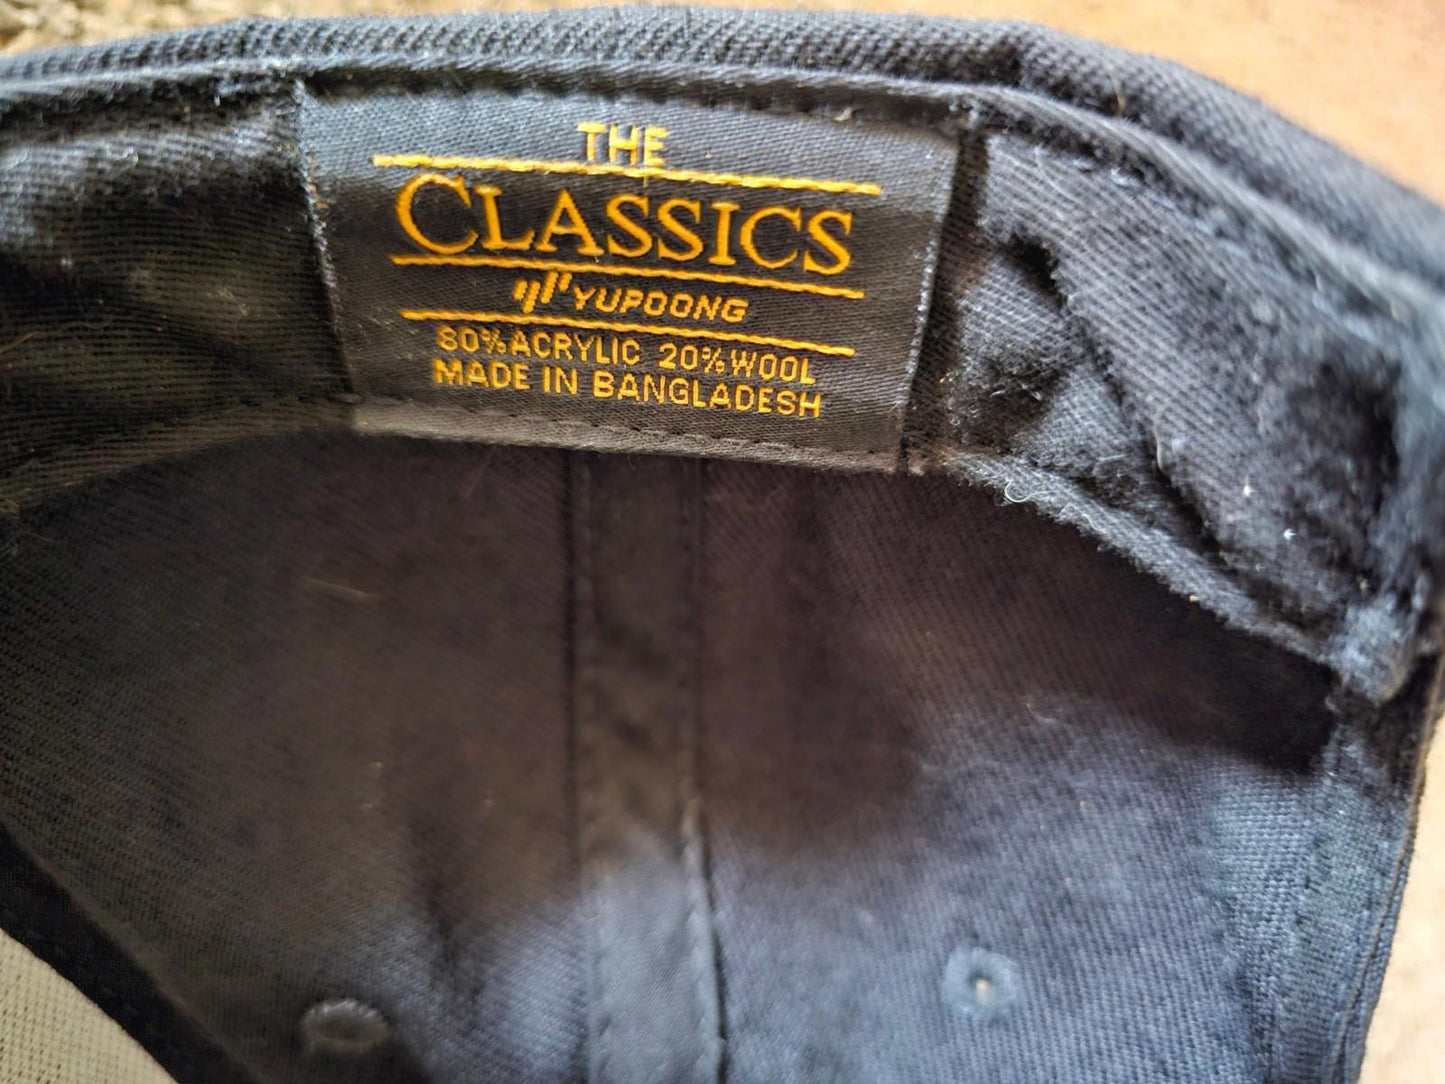 THE
CLASSICS
YUPOONG
80%ACRYLIC 20%WOOL
MADE IN BANGLADESH